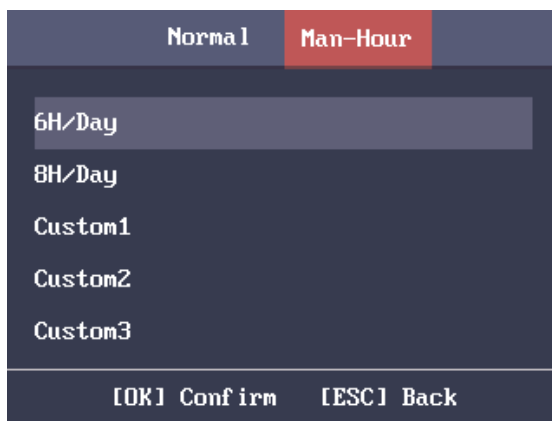 Normal Man-Hour
6H/Day
8H/Day
Custom1
Custom2
Custom3
[OK] Confirm [ESC] Back